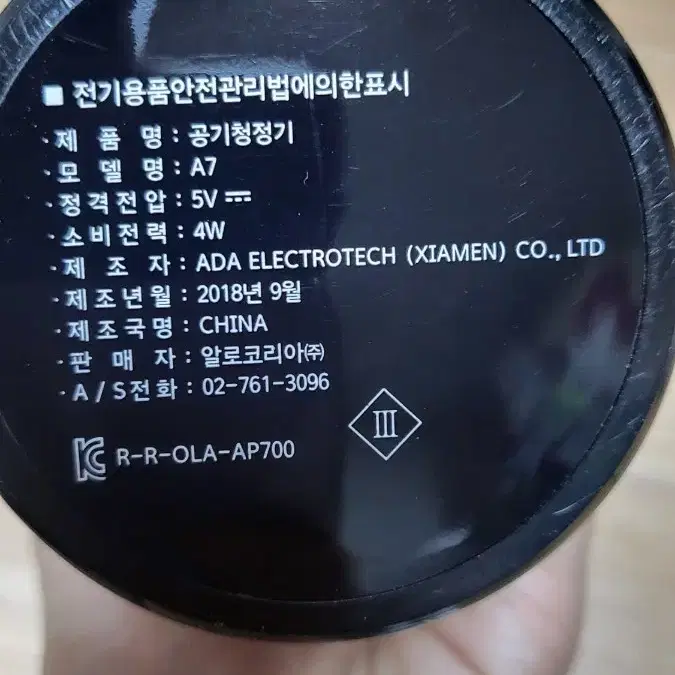 ■ 전기용품안전관리법에의한표시
· 제 품 명 : 공기청정기
· 모 델 명 : A7
· 정격전압 : 5V ⎓
· 소비전력 : 4W
· 제 조 자 : ADA ELECTROTECH (XIAMEN) CO., LTD
· 제조년월 : 2018년 9월
· 제조국명 : CHINA
· 판 매 자 : 알로코리아㈜
· A/S전화 : 02-761-3096
III
KC R-R-OLA-AP700